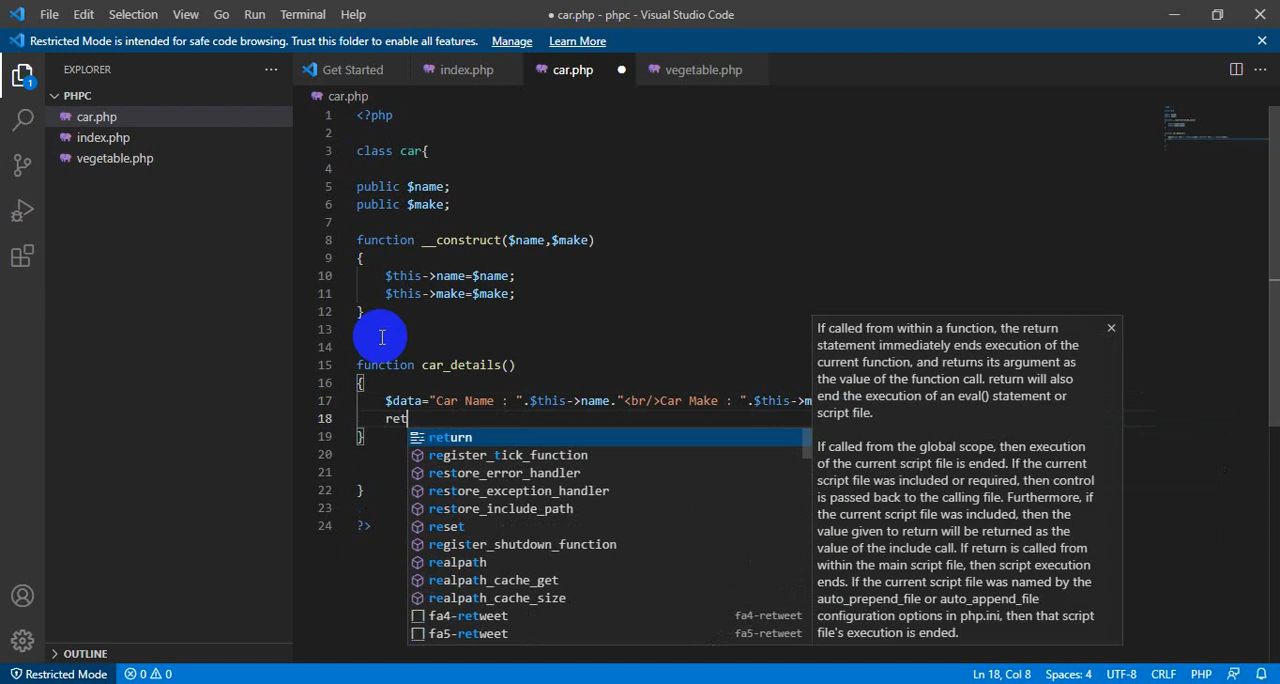 File Edit Selection View Go Run Terminal Help ● car.php - phpc - Visual Studio Code
Restricted Mode is intended for safe code browsing. Trust this folder to enable all features. Manage Learn More
EXPLORER
Get Started index.php car.php vegetable.php
PHPC
car.php
index.php
vegetable.php
1
car.php
1 <?php
2
3 class car{
4
5 public $name;
6 public $make;
7
8 function __construct($name,$make)
9 {
10 $this->name=$name;
11 $this->make=$make;
12 }
13
14
15 function car_details()
16 {
17 $data="Car Name : ".$this->name."<br/>Car Make : ".$this->m
18 ret
19 }
20
21
22 }
23
24 ?>
return
register_tick_function
restore_error_handler
restore_exception_handler
restore_include_path
reset
register_shutdown_function
realpath
realpath_cache_get
realpath_cache_size
fa4-retweet fa4-retweet
fa5-retweet fa5-retweet
If called from within a function, the return
statement immediately ends execution of the
current function, and returns its argument as
the value of the function call. return will also
end the execution of an eval() statement or
script file.
If called from the global scope, then execution
of the current script file is ended. If the current
script file was included or required, then control
is passed back to the calling file. Furthermore, if
the current script file was included, then the
value given to return will be returned as the
value of the include call. If return is called from
within the main script file, then script execution
ends. If the current script file was named by the
auto_prepend_file or auto_append_file
configuration options in php.ini, then that script
file's execution is ended.
OUTLINE
Restricted Mode 0 0 Ln 18, Col 8 Spaces: 4 UTF-8 CRLF PHP